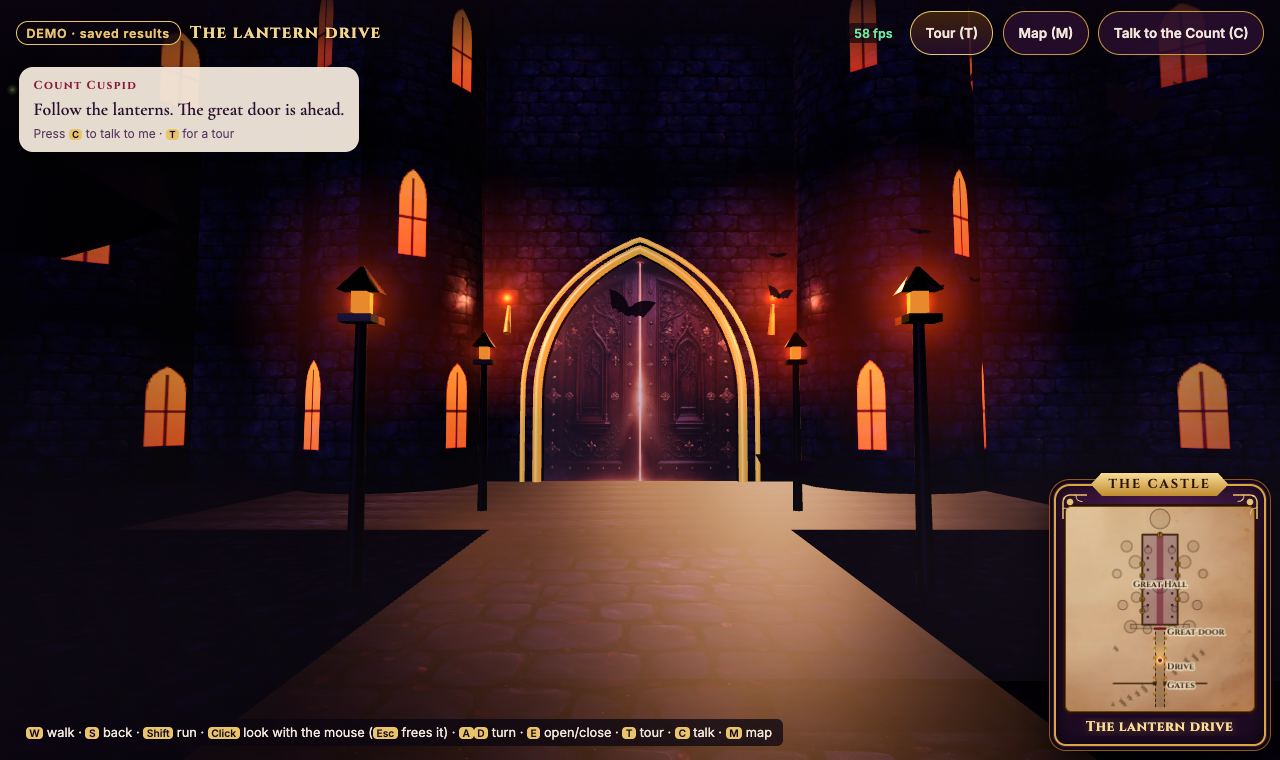 DEMO · saved results
The lantern drive
58 fps
Tour (T)
Map (M)
Talk to the Count (C)
Count Cuspid
Follow the lanterns. The great door is ahead.
Press C to talk to me · T for a tour
THE CASTLE
Great Hall
Great door
Drive
Gates
The lantern drive
W walk · S back · Shift run · Click look with the mouse (Esc frees it) · A D turn · E open/close · T tour · C talk · M map